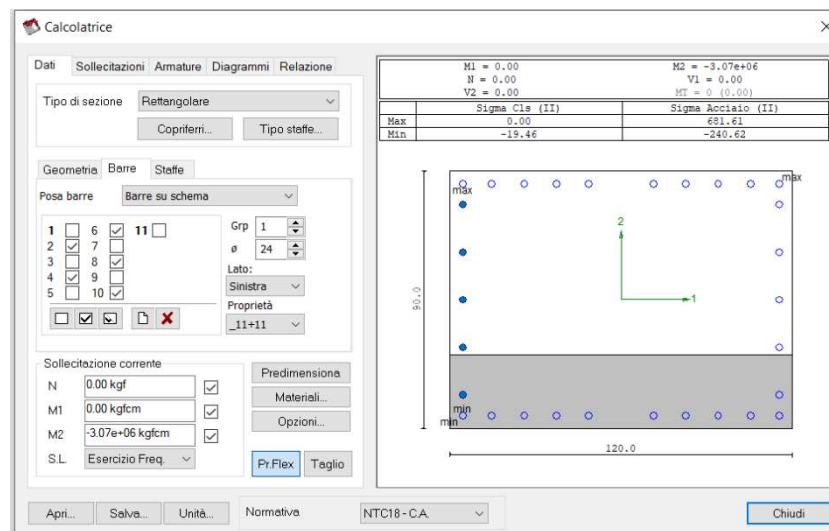 Calcolatrice
Dati Sollecitazioni Armature Diagrammi Relazione
Tipo di sezione Rettangolare
Copriferri... Tipo staffe...
Geometria Barre Staffe
Posa barre Barre su schema
1 6 11
2 7
3 8
4 9
5 10
Grp 1
ø 24
Lato:
Sinistra
Proprietà
_11+11
Sollecitazione corrente
N 0.00 kgf
M1 0.00 kgfcm
M2 -3.07e+06 kgfcm
S.L. Esercizio Freq.
Predimensiona
Materiali...
Opzioni...
Pr.Flex Taglio
M1 = 0.00 M2 = -3.07e+06
N = 0.00 V1 = 0.00
V2 = 0.00 MT = 0 (0.00)
Sigma Cls (II) Sigma Acciaio (II)
Max 0.00 681.61
Min -19.46 -240.62
max max
2
1
90.0
min
min
120.0
Apri... Salva... Unità... Normativa NTC18 - C.A. Chiudi